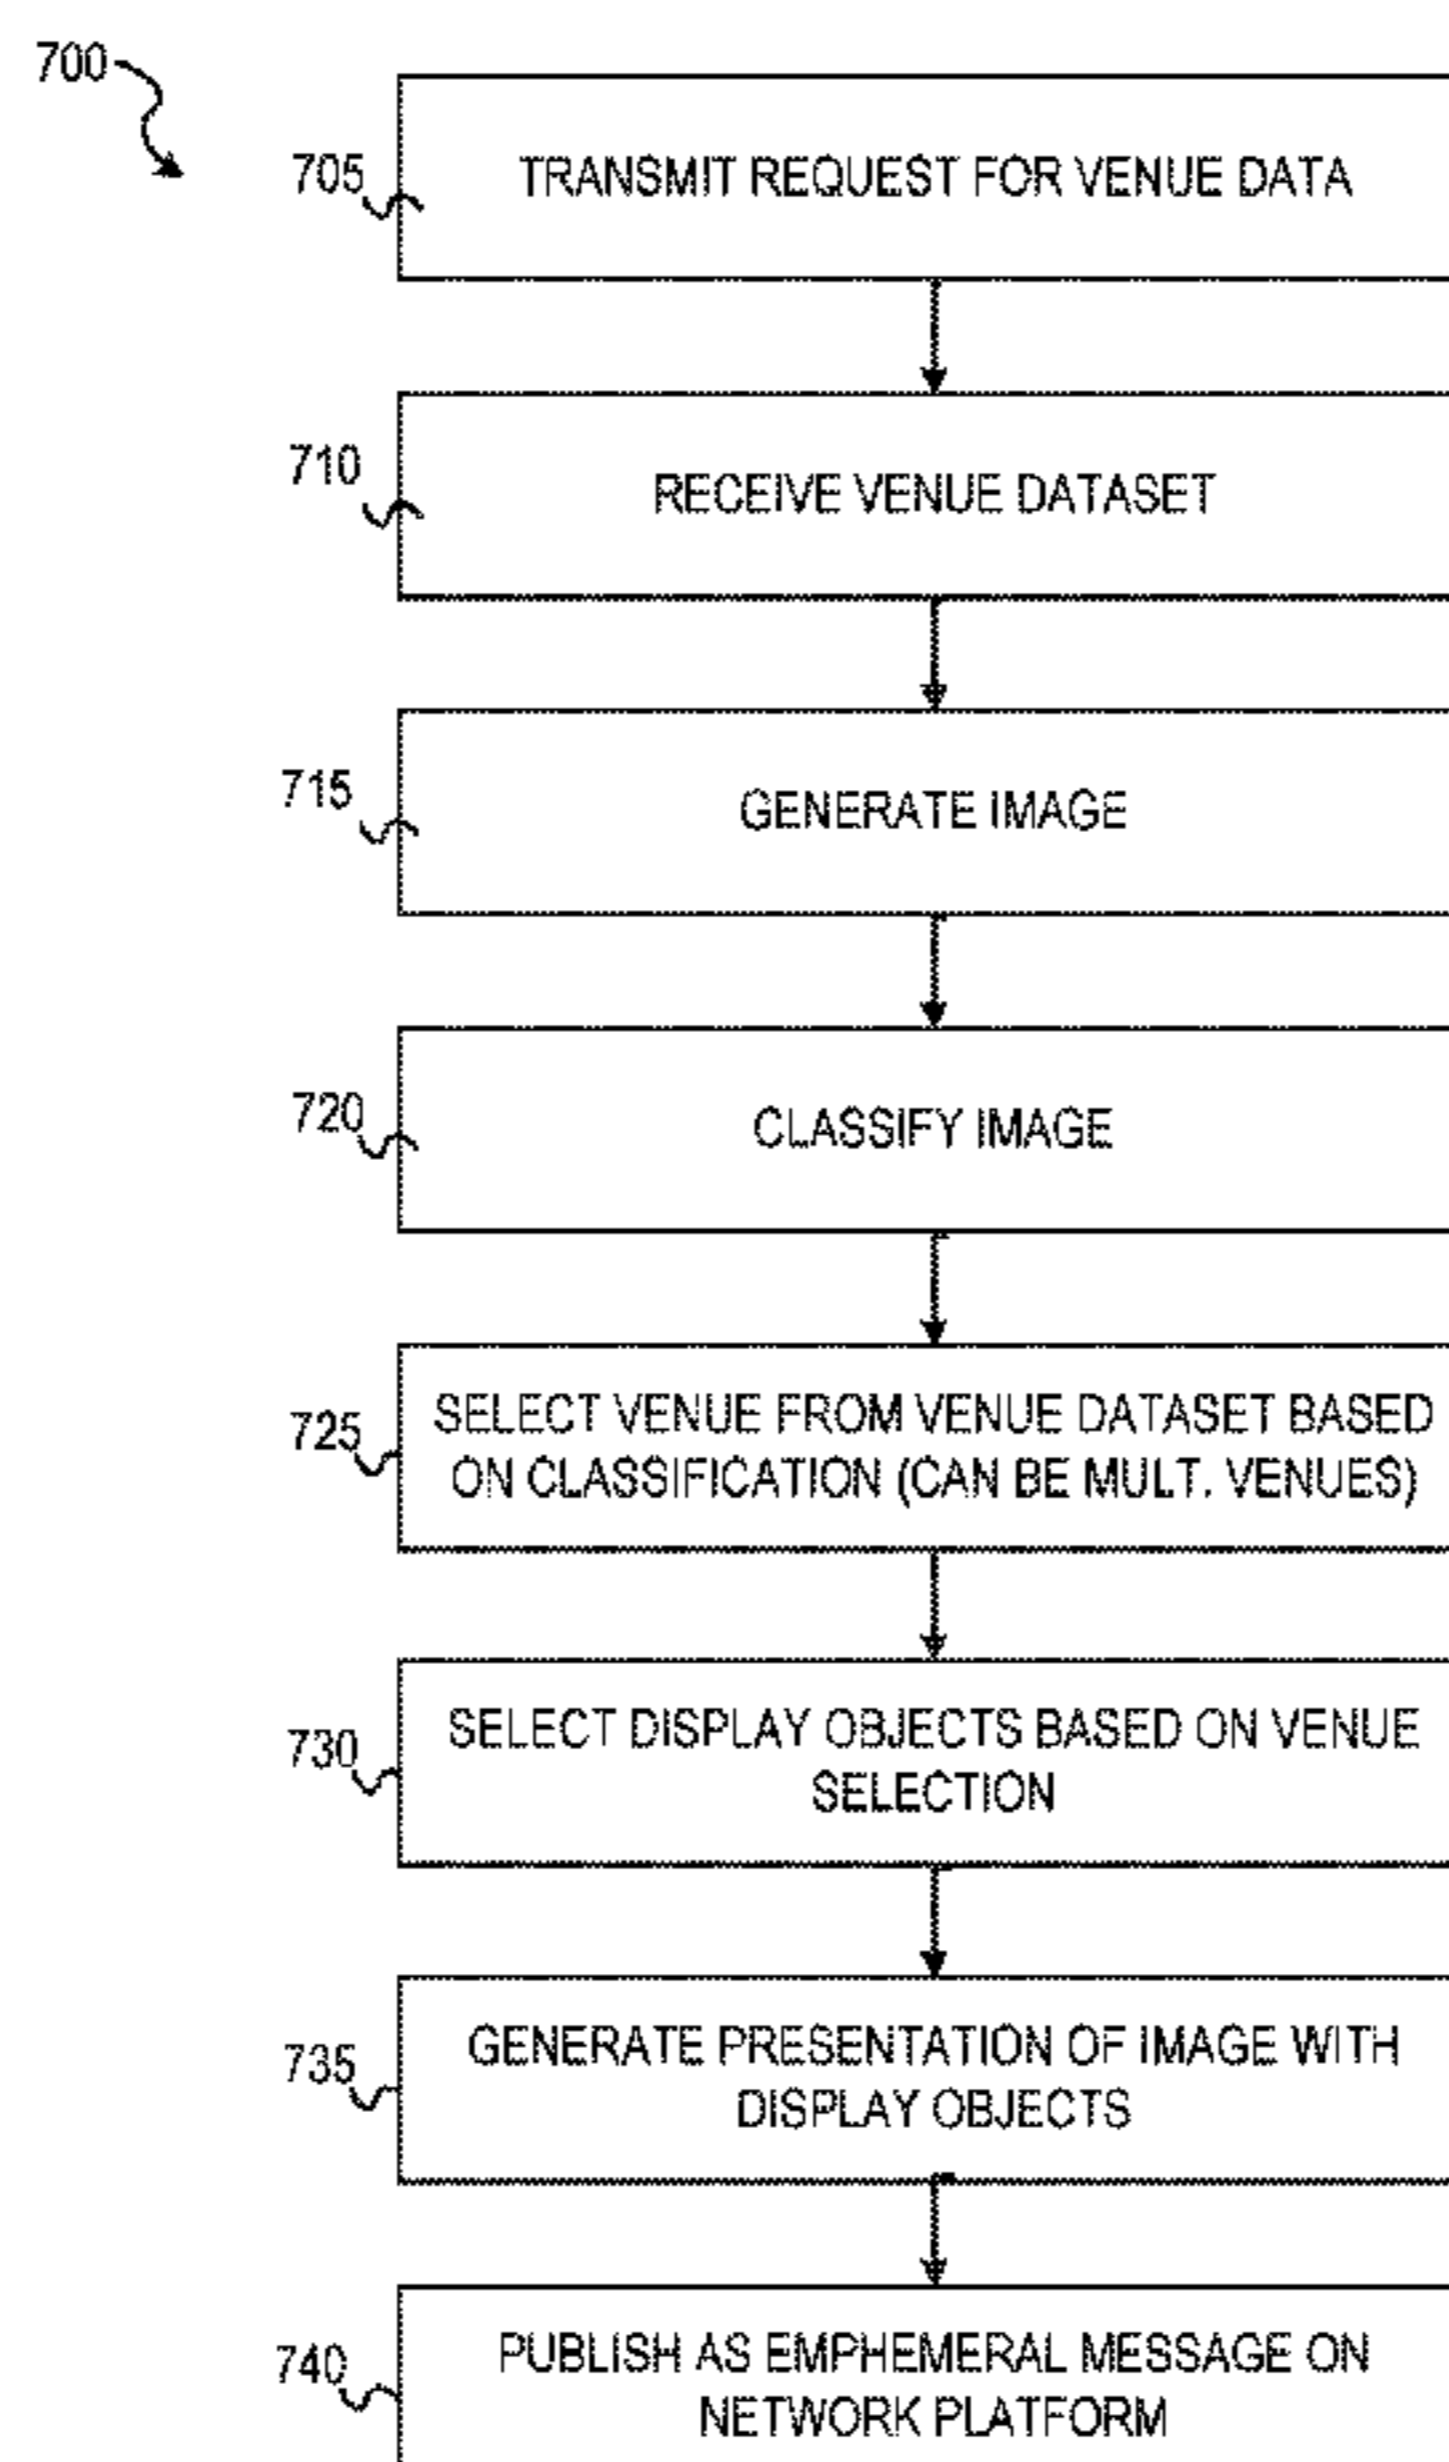 700
705
TRANSMIT REQUEST FOR VENUE DATA
710
RECEIVE VENUE DATASET
715
GENERATE IMAGE
720
CLASSIFY IMAGE
725
SELECT VENUE FROM VENUE DATASET BASED
ON CLASSIFICATION (CAN BE MULT. VENUES)
730
SELECT DISPLAY OBJECTS BASED ON VENUE
SELECTION
735
GENERATE PRESENTATION OF IMAGE WITH
DISPLAY OBJECTS
740
PUBLISH AS EMPHEMERAL MESSAGE ON
NETWORK PLATFORM